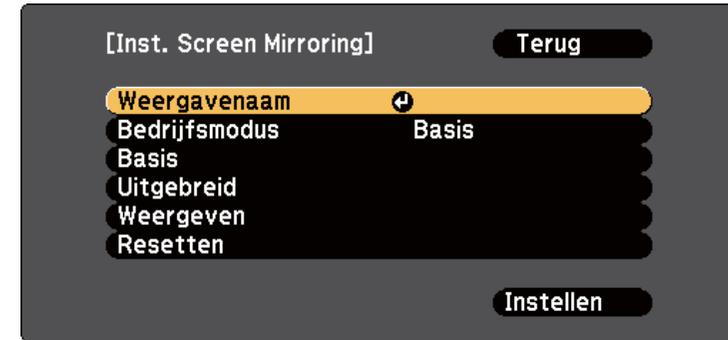 [Inst. Screen Mirroring] Terug
Weergavenaam
Bedrijfsmodus Basis
Basis
Uitgebreid
Weergeven
Resetten
Instellen